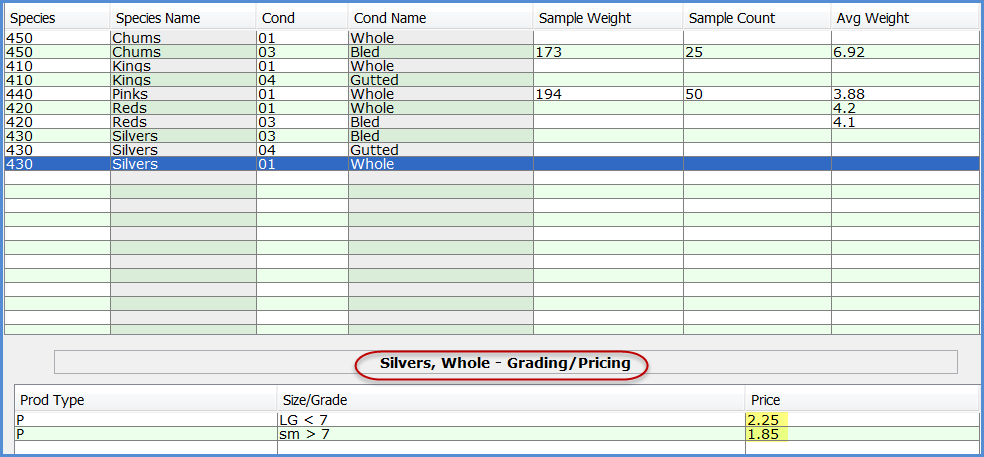 Species Species Name Cond Cond Name Sample Weight Sample Count Avg Weight
450 Chums 01 Whole
450 Chums 03 Bled 173 25 6.92
410 Kings 01 Whole
410 Kings 04 Gutted
440 Pinks 01 Whole 194 50 3.88
420 Reds 01 Whole 4.2
420 Reds 03 Bled 4.1
430 Silvers 03 Bled
430 Silvers 04 Gutted
430 Silvers 01 Whole
Silvers, Whole - Grading/Pricing
Prod Type Size/Grade Price
P LG < 7 2.25
P sm > 7 1.85